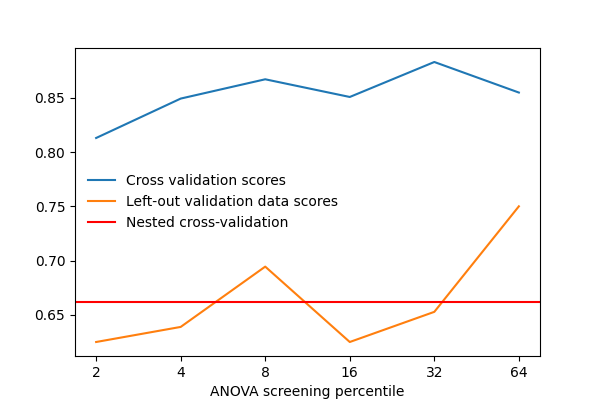 0.85
0.80
0.75
0.70
0.65
Cross validation scores
Left-out validation data scores
Nested cross-validation
2 4 8 16 32 64
ANOVA screening percentile